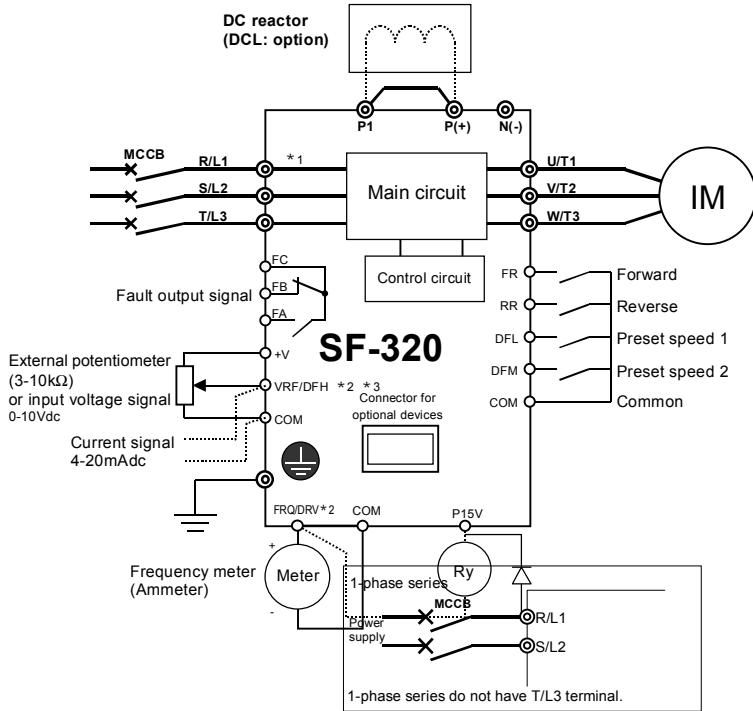 DC reactor
(DCL: option)
P1
P(+)
N(-)
MCCB
R/L1
*1
U/T1
S/L2
Main circuit
V/T2
IM
T/L3
W/T3
FC
Control circuit
FR
Forward
Fault output signal
FB
RR
Reverse
FA
SF-320
DFL
Preset speed 1
+V
External potentiometer
(3-10kΩ)
or input voltage signal
0-10Vdc
DFM
Preset speed 2
VRF/DFH *2 *3
Connector for
optional devices
COM
Common
COM
Current signal
4-20mAdc
FRQ/DRV*2
COM
P15V
+
Frequency meter
(Ammeter)
Meter
Ry
-
1-phase series
MCCB
Power
supply
R/L1
S/L2
1-phase series do not have T/L3 terminal.